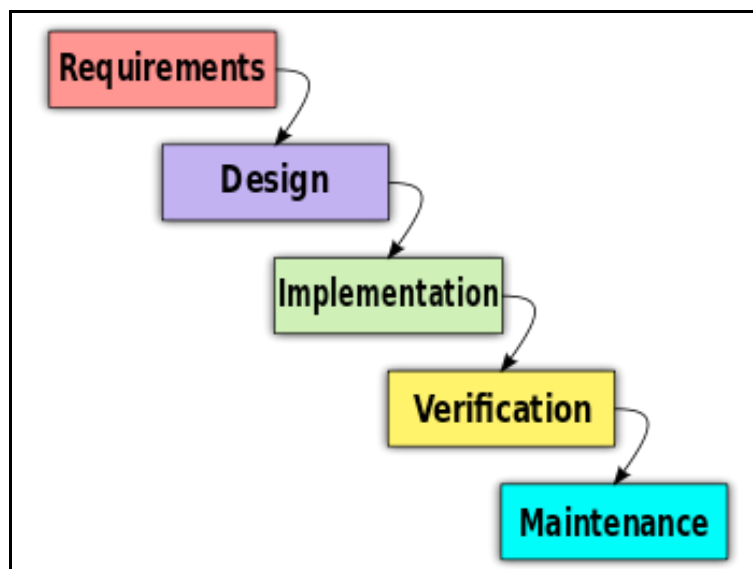 Requirements
Design
Implementation
Verification
Maintenance